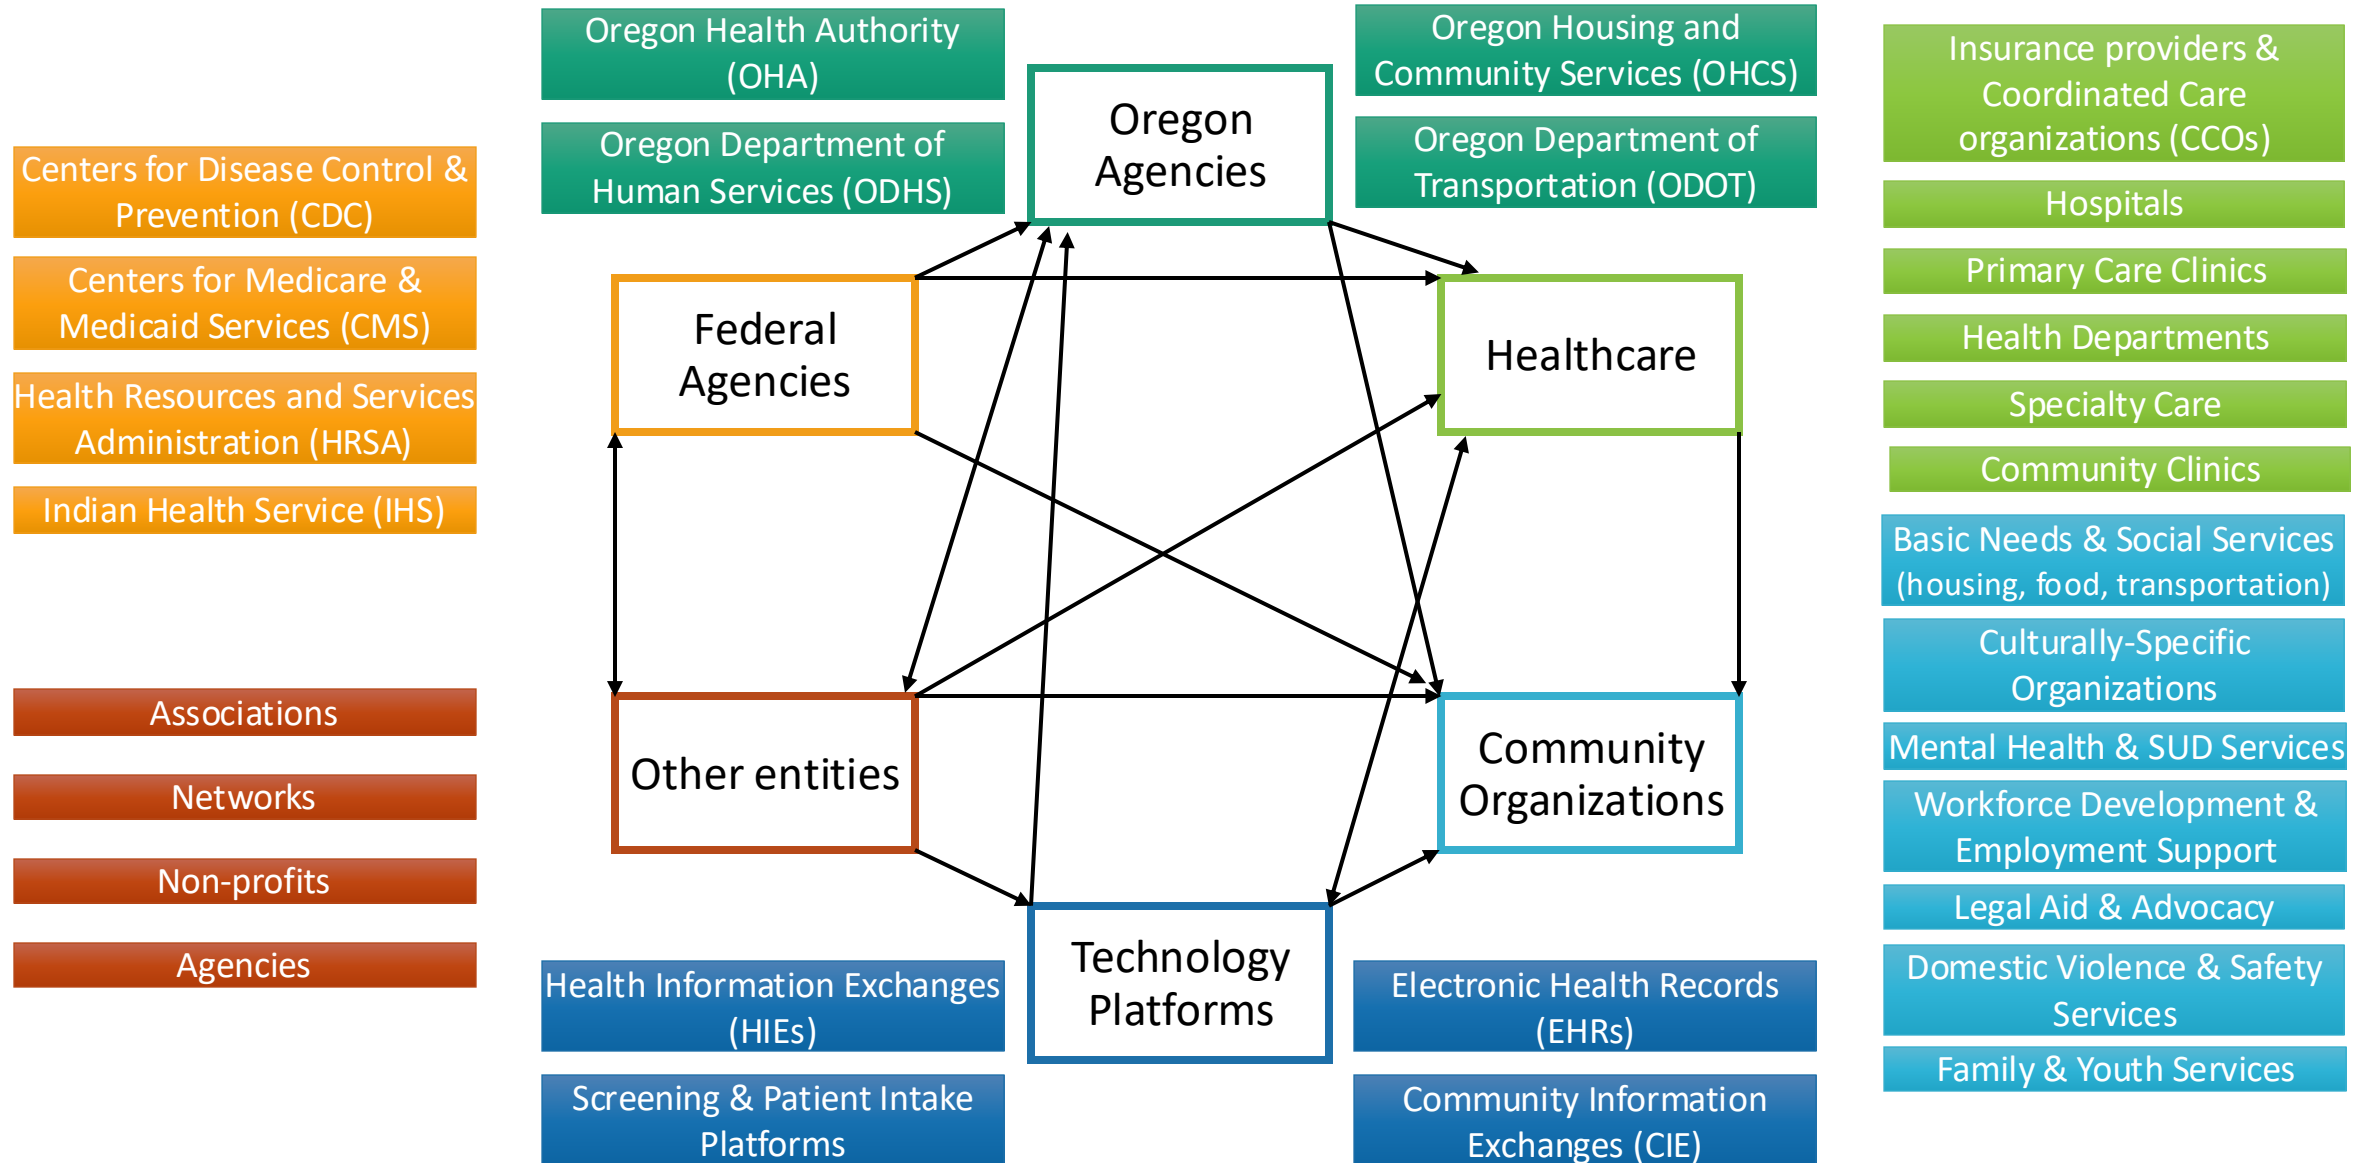 Oregon Health Authority
(OHA)
Oregon Department of
Human Services (ODHS)
Oregon
Agencies
Oregon Housing and
Community Services (OHCS)
Oregon Department of
Transportation (ODOT)
Centers for Disease Control &
Prevention (CDC)
Centers for Medicare &
Medicaid Services (CMS)
Health Resources and Services
Administration (HRSA)
Indian Health Service (IHS)
Federal
Agencies
Healthcare
Insurance providers &
Coordinated Care
organizations (CCOs)
Hospitals
Primary Care Clinics
Health Departments
Specialty Care
Community Clinics
Associations
Networks
Non-profits
Agencies
Other entities
Community
Organizations
Basic Needs & Social Services
(housing, food, transportation)
Culturally-Specific
Organizations
Mental Health & SUD Services
Workforce Development &
Employment Support
Legal Aid & Advocacy
Domestic Violence & Safety
Services
Family & Youth Services
Technology
Platforms
Health Information Exchanges
(HIEs)
Screening & Patient Intake
Platforms
Electronic Health Records
(EHRs)
Community Information
Exchanges (CIE)